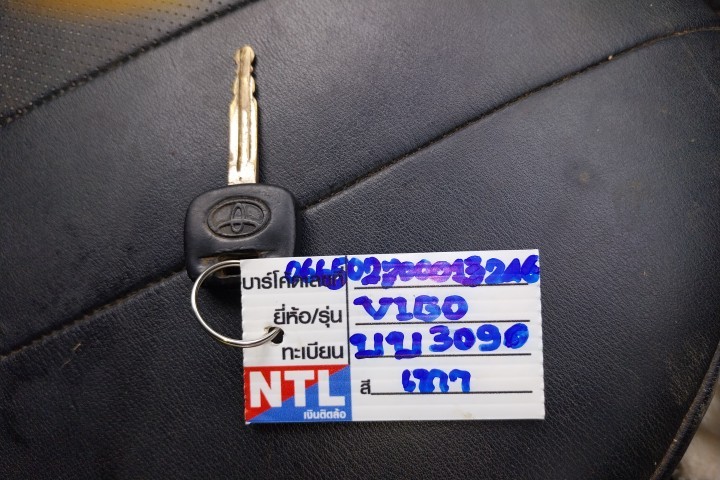 บาร์โค้ดเลขที่
ยี่ห้อ/รุ่น VIGO
ทะเบียน บบ 3090
NTL สี เทา
เงินติดล้อ